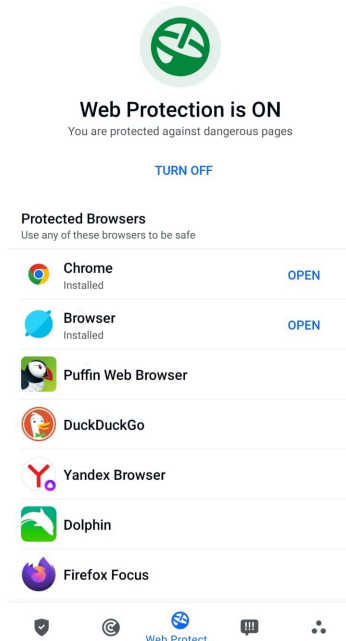 Web Protection is ON
You are protected against dangerous pages
TURN OFF
Protected Browsers
Use any of these browsers to be safe
Chrome
Installed
OPEN
Browser
Installed
OPEN
Puffin Web Browser
DuckDuckGo
Yandex Browser
Dolphin
Firefox Focus
Web Protect